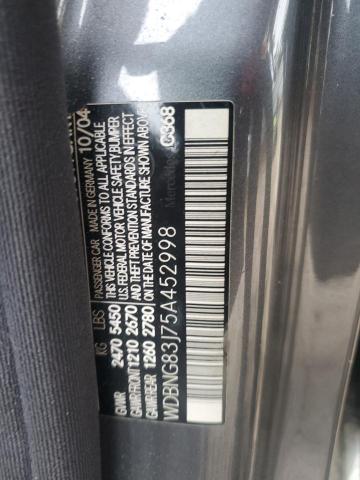 MADE IN GERMANY 10/04
KG LBS PASSENGER CAR THIS VEHICLE CONFORMS TO ALL APPLICABLE
GVWR 2470 5450 U.S. FEDERAL MOTOR VEHICLE SAFETY, BUMPER
GAWR FRONT 1210 2670 AND THEFT PREVENTION STANDARDS IN EFFECT
GAWR REAR 1260 2780 ON THE DATE OF MANUFACTURE SHOWN ABOVE
WDBNG83J75A452998 C368